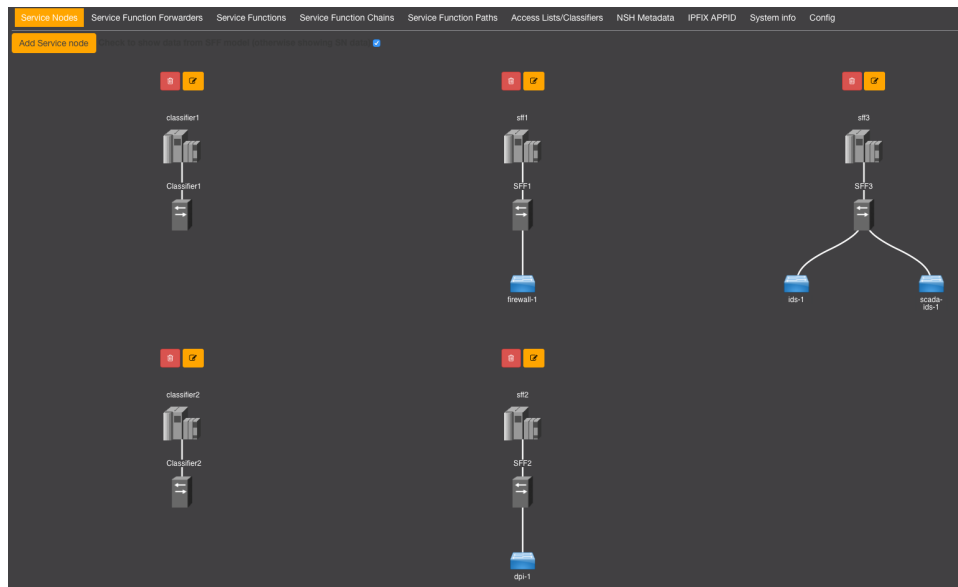 Service Nodes Service Function Forwarders Service Functions Service Function Chains Service Function Paths Access Lists/Classifiers NSH Metadata IPFIX APPID System info Config
Add Service node
classifier1 sff1 sff3
Classifier1 SFF1 SFF3
firewall-1 ids-1 scada-
ids-1
classifier2 sff2
Classifier2 SFF2
dpi-1